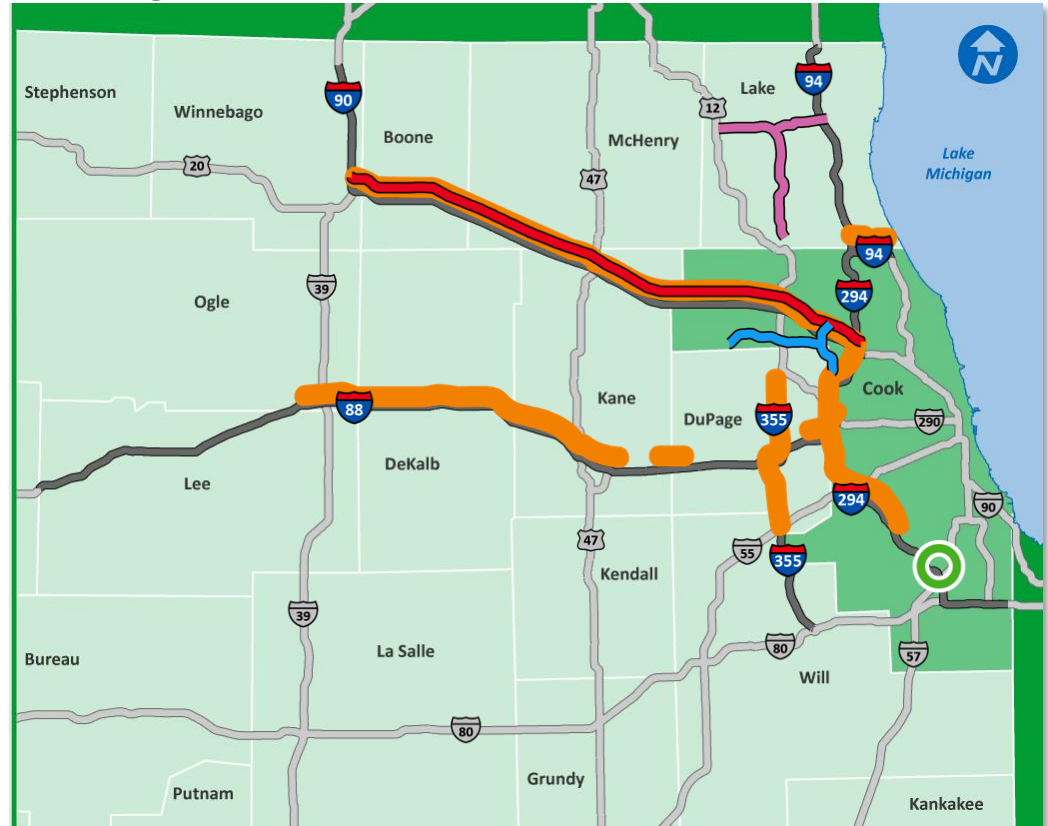 Stephenson
Winnebago
90
Boone
McHenry
12
Lake
94
N
Lake
Michigan
20
47
94
Ogle
39
294
Kane
Cook
88
DuPage
355
290
DeKalb
Lee
294
90
47
55
355
Kendall
39
La Salle
80
57
Bureau
Will
80
Grundy
Putnam
Kankakee